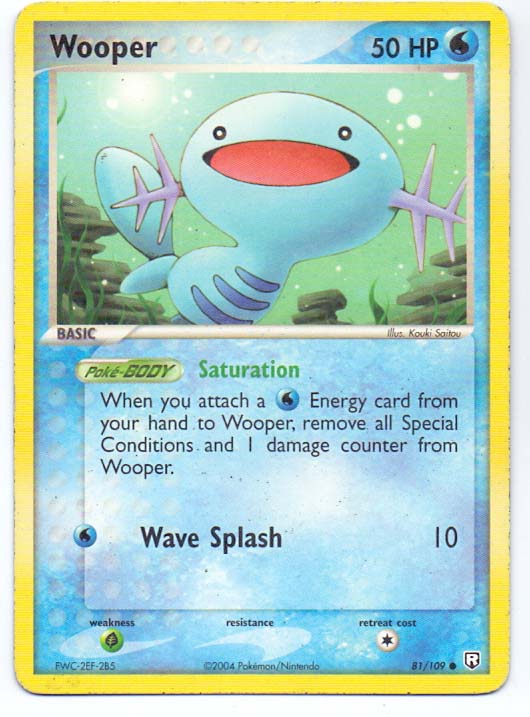 Wooper
50 HP
BASIC
Illus. Kouki Saitou
Poké-BODY Saturation
When you attach a Energy card from
your hand to Wooper, remove all Special
Conditions and 1 damage counter from
Wooper.
Wave Splash 10
weakness resistance retreat cost
FWC-2EF-2B5 ©2004 Pokémon/Nintendo 81/109 ● R